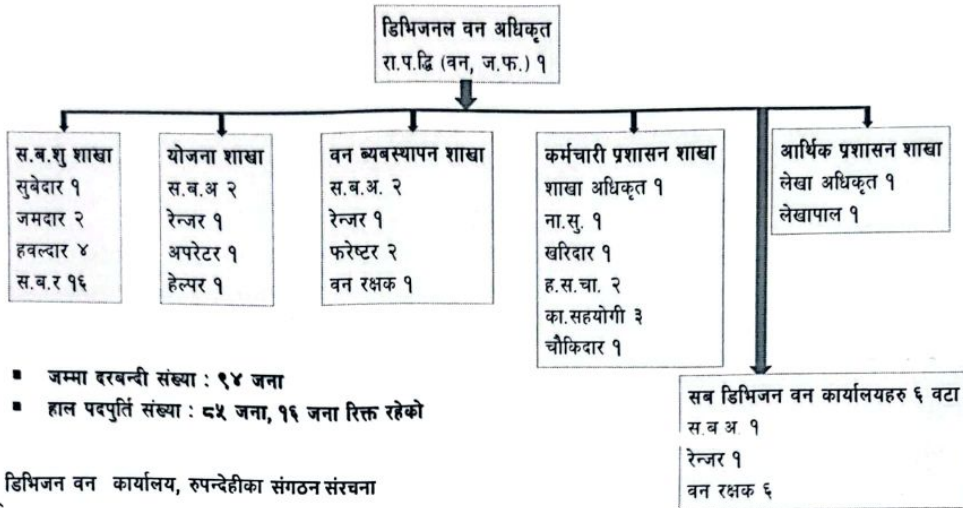 डिभिजनल वन अधिकृत
रा.प.द्वि (वन, ज.फ.) १
स.ब.शु शाखा
सुबेदार १
जमदार २
हवल्दार ४
स.ब.र १६
योजना शाखा
स.ब.अ २
रेन्जर १
अपरेटर १
हेल्पर १
वन ब्यबस्थापन शाखा
स.ब.अ. २
रेन्जर १
फरेष्टर २
वन रक्षक १
कर्मचारी प्रशासन शाखा
शाखा अधिकृत १
ना.सु. १
खरिदार १
ह.स.चा. २
का.सहयोगी ३
चौकिदार १
आर्थिक प्रशासन शाखा
लेखा अधिकृत १
लेखापाल १
▪ जम्मा दरबन्दी संख्या : ९४ जना
▪ हाल पदपुर्ति संख्या : ८५ जना, १६ जना रिक्त रहेको
सब डिभिजन वन कार्यालयहरु ६ वटा
स.ब अ. १
रेन्जर १
वन रक्षक ६
डिभिजन वन कार्यालय, रुपन्देहीका संगठन संरचना